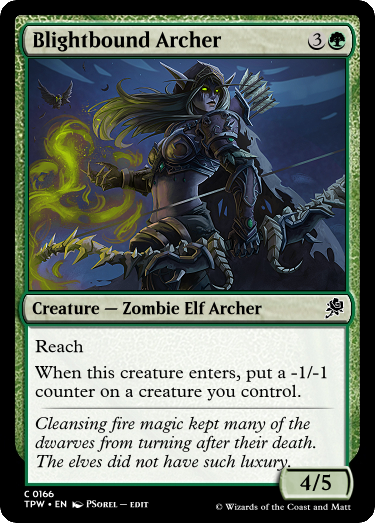 Blightbound Archer 3
Creature — Zombie Elf Archer
Reach
When this creature enters, put a -1/-1
counter on a creature you control.
Cleansing fire magic kept many of the
dwarves from turning after their death.
The elves did not have such luxury.
4/5
C 0166
TPW • EN PSorel — EDIT
© Wizards of the Coast and Matt